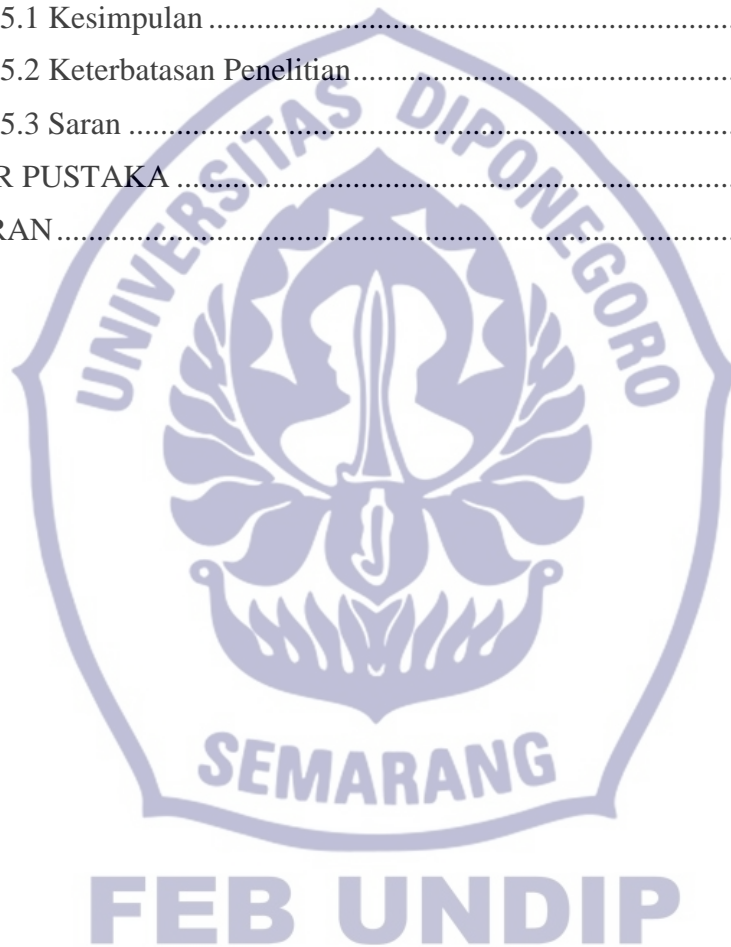 5.1 Kesimpulan ................................................................................
5.2 Keterbatasan Penelitian............................................................
5.3 Saran ............................................................................................
R PUSTAKA .....................................................................................
RAN.....................................................................................................
UNIVERSITAS DIPONEGORO
SEMARANG
FEB UNDIP